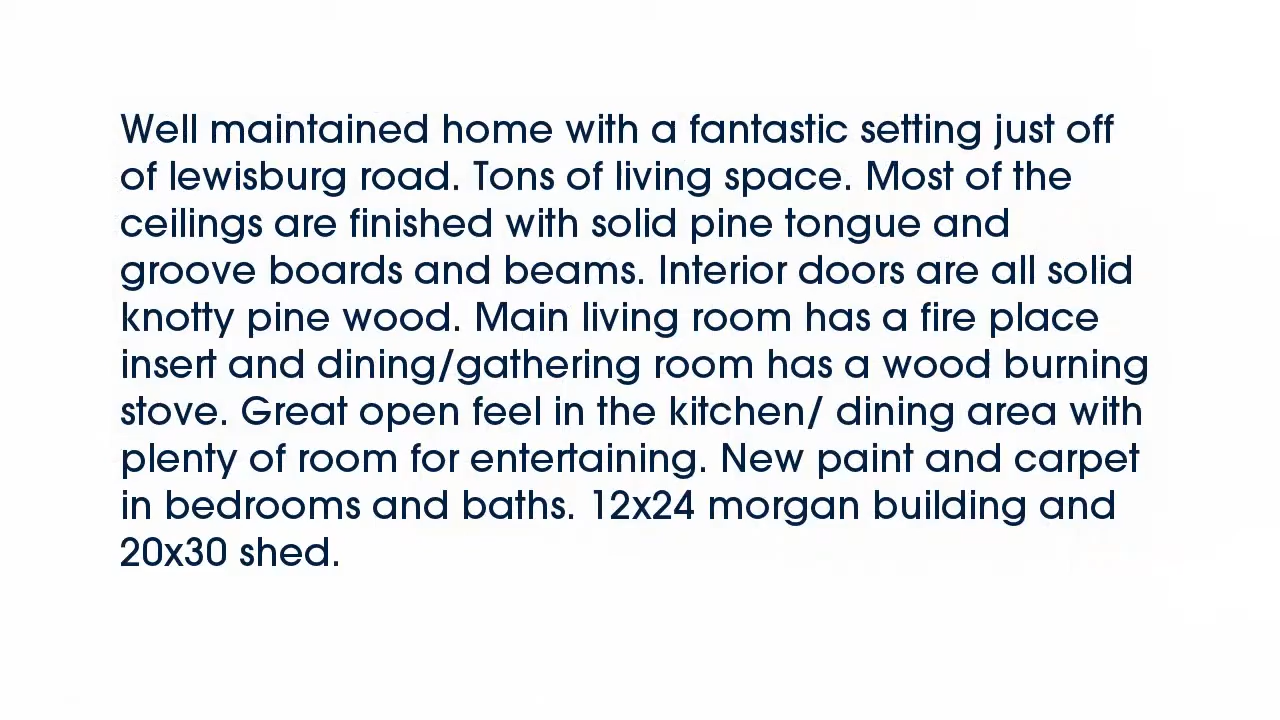 Well maintained home with a fantastic setting just off
of lewisburg road. Tons of living space. Most of the
ceilings are finished with solid pine tongue and
groove boards and beams. Interior doors are all solid
knotty pine wood. Main living room has a fire place
insert and dining/gathering room has a wood burning
stove. Great open feel in the kitchen/ dining area with
plenty of room for entertaining. New paint and carpet
in bedrooms and baths. 12x24 morgan building and
20x30 shed.